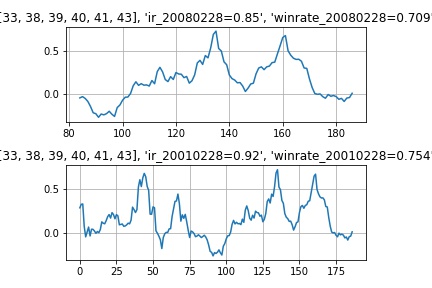 [33, 38, 39, 40, 41, 43], 'ir_20080228=0.85', 'winrate_20080228=0.709'
0.5
0.0
80 100 120 140 160 180
[33, 38, 39, 40, 41, 43], 'ir_20010228=0.92', 'winrate_20010228=0.754'
0.5
0.0
0 25 50 75 100 125 150 175